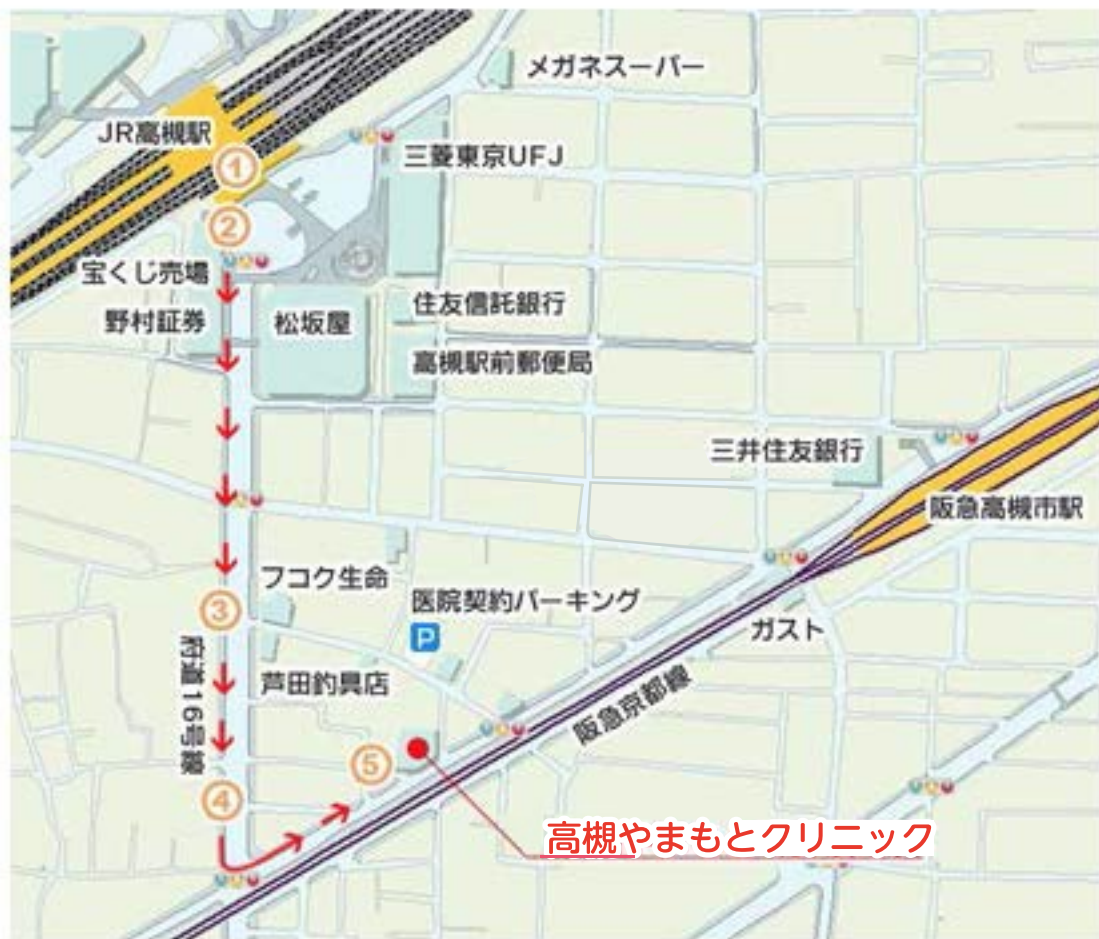 メガネスーパー
JR高槻駅
三菱東京UFJ
①
②
宝くじ売場
野村証券
松坂屋
住友信託銀行
高槻駅前郵便局
三井住友銀行
阪急高槻市駅
フコク生命
医院契約パーキング
P
③
ガスト
府道16号線
芦田釣具店
阪急京都線
⑤
④
高槻やまもとクリニック